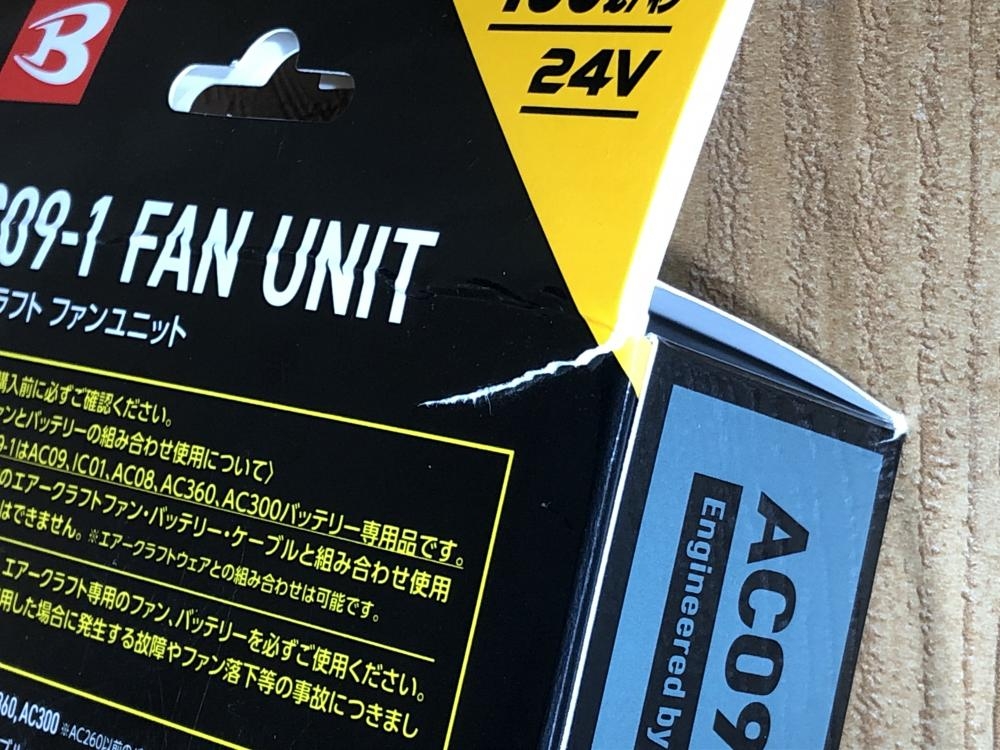 B
24V
C09-1 FAN UNIT
ラフト ファンユニット
購入前に必ずご確認ください。
ァンとバッテリーの組み合わせ使用について〉
9-1はAC09、IC01、AC08、AC360、AC300バッテリー専用品です。
のエアークラフトファン・バッテリー・ケーブルと組み合わせ使用
はできません。※エアークラフトウェアとの組み合わせは可能です。
エアークラフト専用のファン、バッテリーを必ずご使用ください。
用した場合に発生する故障やファン落下等の事故につきまし
360,AC300 ※AC260以前の
AC09
Engineered by